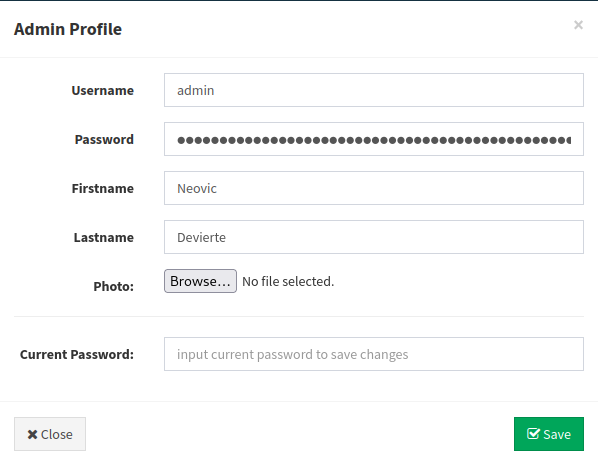 Admin Profile ×
Username admin
Password ●●●●●●●●●●●●●●●●●●●●●●●●●●●●●●●●●●●●●●●●●●●●●●●
Firstname Neovic
Lastname Devierte
Photo: Browse... No file selected.
Current Password: input current password to save changes
✖ Close Save